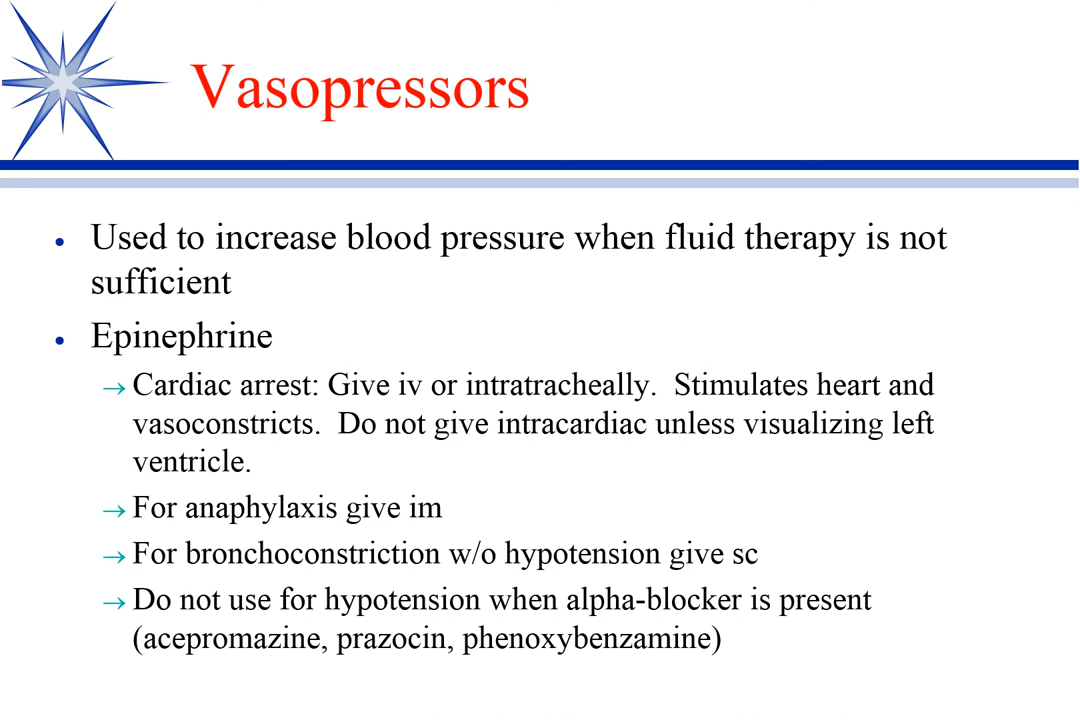 Vasopressors
• Used to increase blood pressure when fluid therapy is not
sufficient
• Epinephrine
→ Cardiac arrest: Give iv or intratracheally.  Stimulates heart and
vasoconstricts.  Do not give intracardiac unless visualizing left
ventricle.
→ For anaphylaxis give im
→ For bronchoconstriction w/o hypotension give sc
→ Do not use for hypotension when alpha-blocker is present
(acepromazine, prazocin, phenoxybenzamine)